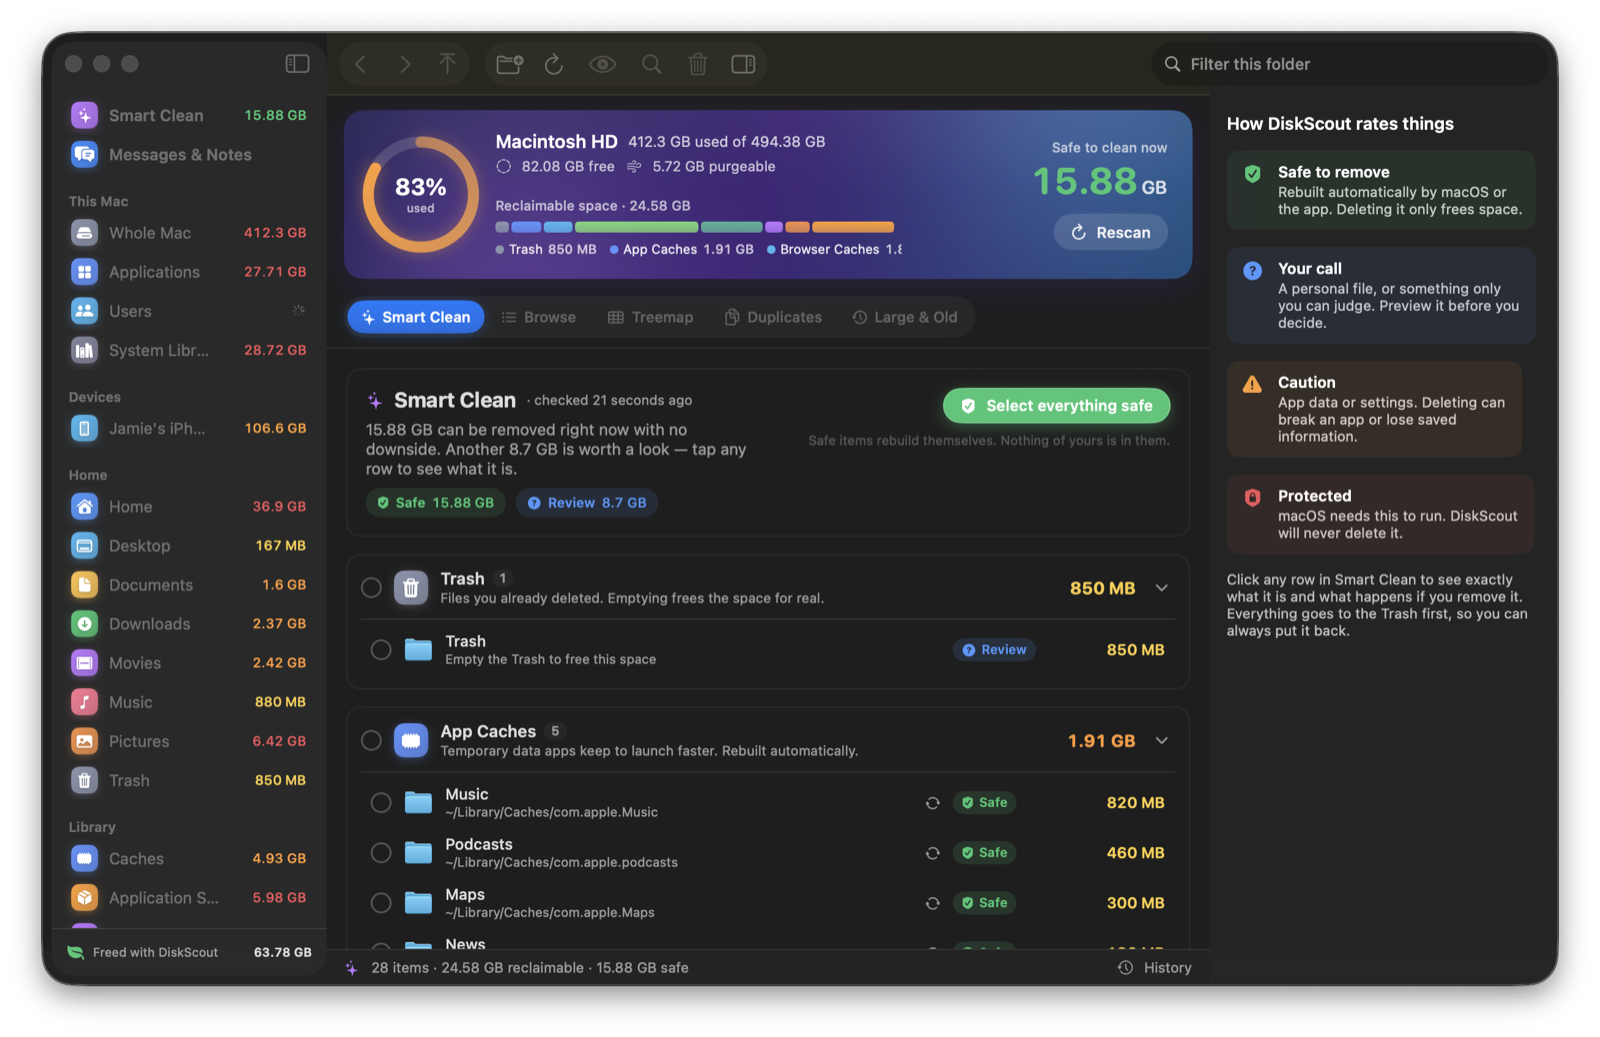 Filter this folder
Smart Clean 15.88 GB
Messages & Notes
This Mac
Whole Mac 412.3 GB
Applications 27.71 GB
Users
System Libr... 28.72 GB
Devices
Jamie's iPh... 106.6 GB
Home
Home 36.9 GB
Desktop 167 MB
Documents 1.6 GB
Downloads 2.37 GB
Movies 2.42 GB
Music 880 MB
Pictures 6.42 GB
Trash 850 MB
Library
Caches 4.93 GB
Application S... 5.98 GB
Freed with DiskScout 63.78 GB
83%
used
Macintosh HD 412.3 GB used of 494.38 GB
82.08 GB free 5.72 GB purgeable
Reclaimable space · 24.58 GB
Trash 850 MB App Caches 1.91 GB Browser Caches
Safe to clean now
15.88 GB
Rescan
Smart Clean Browse Treemap Duplicates Large & Old
Smart Clean · checked 21 seconds ago
15.88 GB can be removed right now with no
downside. Another 8.7 GB is worth a look — tap any
row to see what it is.
Safe 15.88 GB Review 8.7 GB
Select everything safe
Safe items rebuild themselves. Nothing of yours is in them.
Trash 1
Files you already deleted. Emptying frees the space for real.
850 MB
Trash
Empty the Trash to free this space
Review 850 MB
App Caches 5
Temporary data apps keep to launch faster. Rebuilt automatically.
1.91 GB
Music
~/Library/Caches/com.apple.Music
Safe 820 MB
Podcasts
~/Library/Caches/com.apple.podcasts
Safe 460 MB
Maps
~/Library/Caches/com.apple.Maps
Safe 300 MB
News
28 items · 24.58 GB reclaimable · 15.88 GB safe
History
How DiskScout rates things
Safe to remove
Rebuilt automatically by macOS or
the app. Deleting it only frees space.
Your call
A personal file, or something only
you can judge. Preview it before you
decide.
Caution
App data or settings. Deleting can
break an app or lose saved
information.
Protected
macOS needs this to run. DiskScout
will never delete it.
Click any row in Smart Clean to see exactly
what it is and what happens if you remove it.
Everything goes to the Trash first, so you can
always put it back.